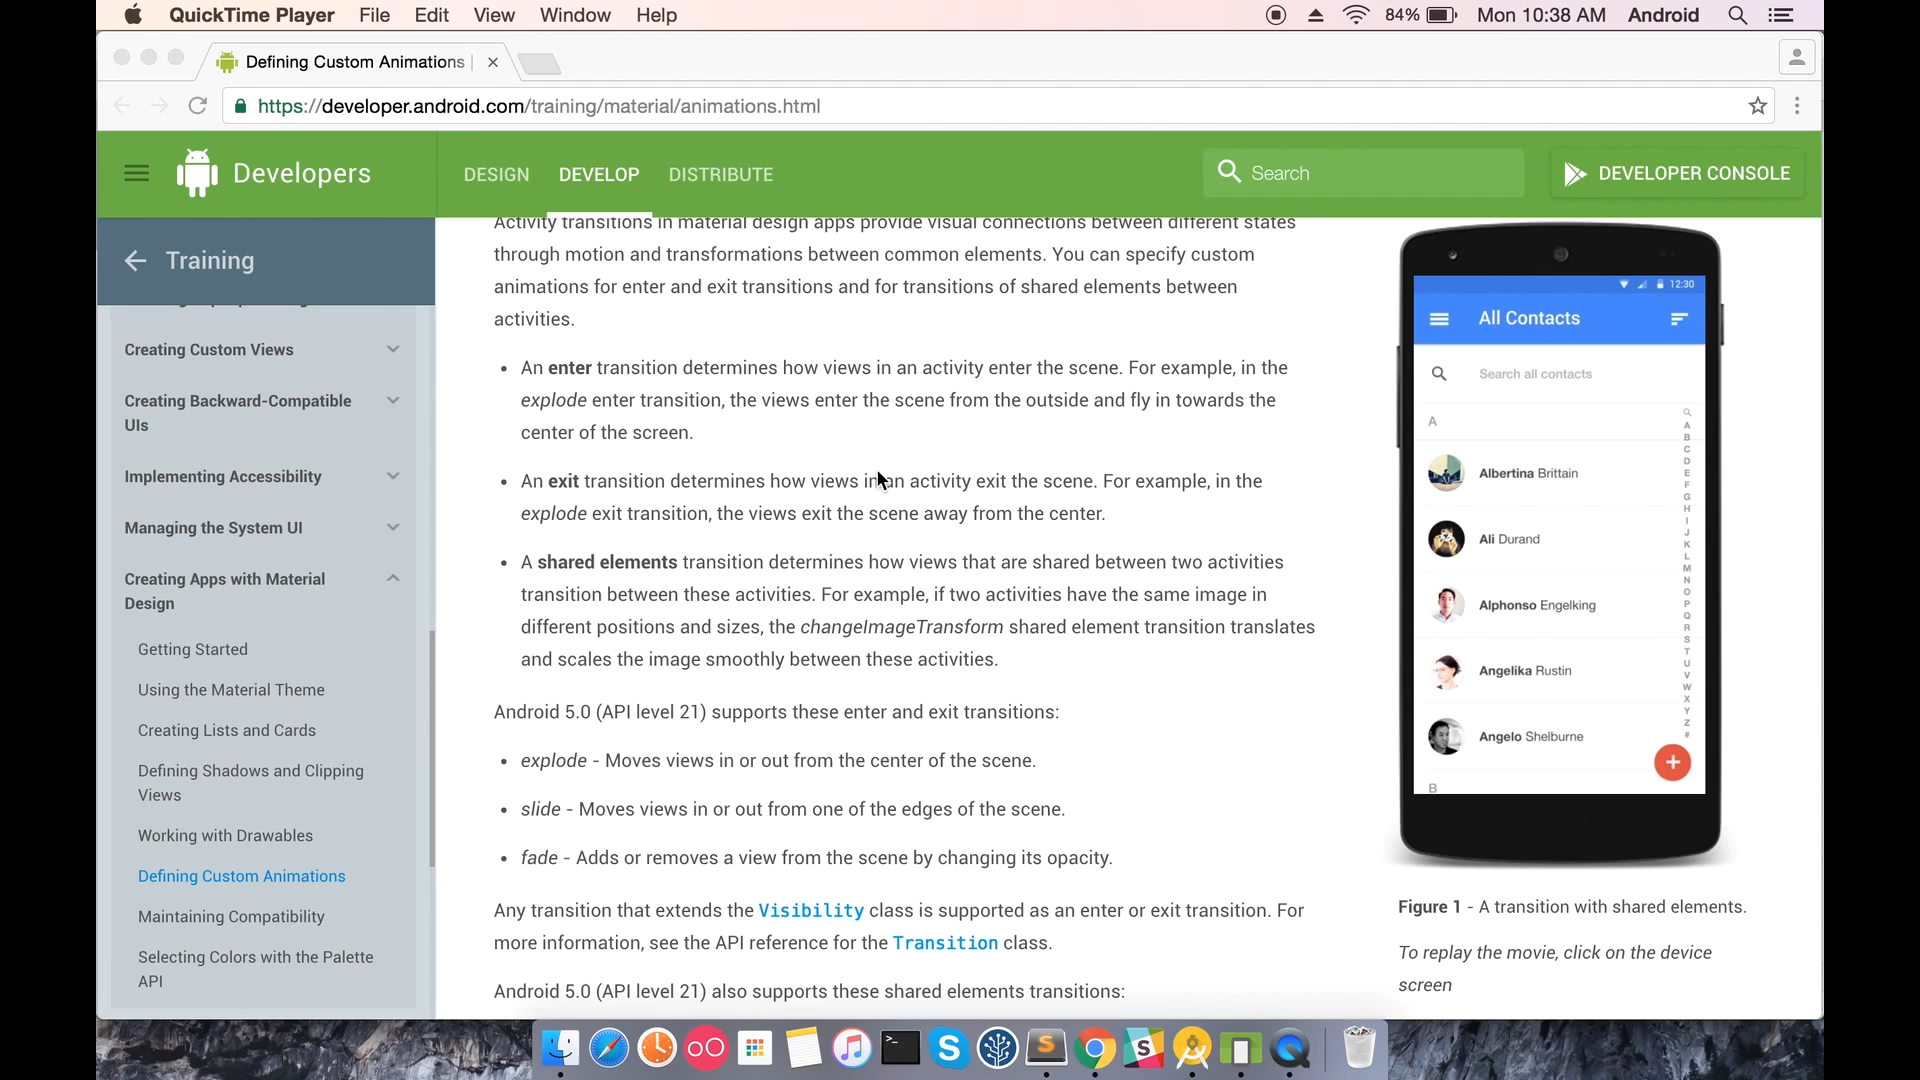 QuickTime Player File Edit View Window Help 84% Mon 10:38 AM Android
Defining Custom Animations |
https://developer.android.com/training/material/animations.html
Developers DESIGN DEVELOP DISTRIBUTE Search DEVELOPER CONSOLE
Training
Creating Custom Views
Creating Backward-Compatible
UIs
Implementing Accessibility
Managing the System UI
Creating Apps with Material
Design
Getting Started
Using the Material Theme
Creating Lists and Cards
Defining Shadows and Clipping
Views
Working with Drawables
Defining Custom Animations
Maintaining Compatibility
Selecting Colors with the Palette
API
Activity transitions in material design apps provide visual connections between different states
through motion and transformations between common elements. You can specify custom
animations for enter and exit transitions and for transitions of shared elements between
activities.
• An enter transition determines how views in an activity enter the scene. For example, in the
explode enter transition, the views enter the scene from the outside and fly in towards the
center of the screen.
• An exit transition determines how views in an activity exit the scene. For example, in the
explode exit transition, the views exit the scene away from the center.
• A shared elements transition determines how views that are shared between two activities
transition between these activities. For example, if two activities have the same image in
different positions and sizes, the changeImageTransform shared element transition translates
and scales the image smoothly between these activities.
Android 5.0 (API level 21) supports these enter and exit transitions:
• explode - Moves views in or out from the center of the scene.
• slide - Moves views in or out from one of the edges of the scene.
• fade - Adds or removes a view from the scene by changing its opacity.
Any transition that extends the Visibility class is supported as an enter or exit transition. For
more information, see the API reference for the Transition class.
Android 5.0 (API level 21) also supports these shared elements transitions:
12:30
All Contacts
Search all contacts
A
Albertina Brittain
Ali Durand
Alphonso Engelking
Angelika Rustin
Angelo Shelburne
B
A
B
C
D
E
F
G
H
I
J
K
L
M
N
O
P
Q
R
S
T
U
V
W
X
Y
Z
#
+
Figure 1 - A transition with shared elements.
To replay the movie, click on the device
screen